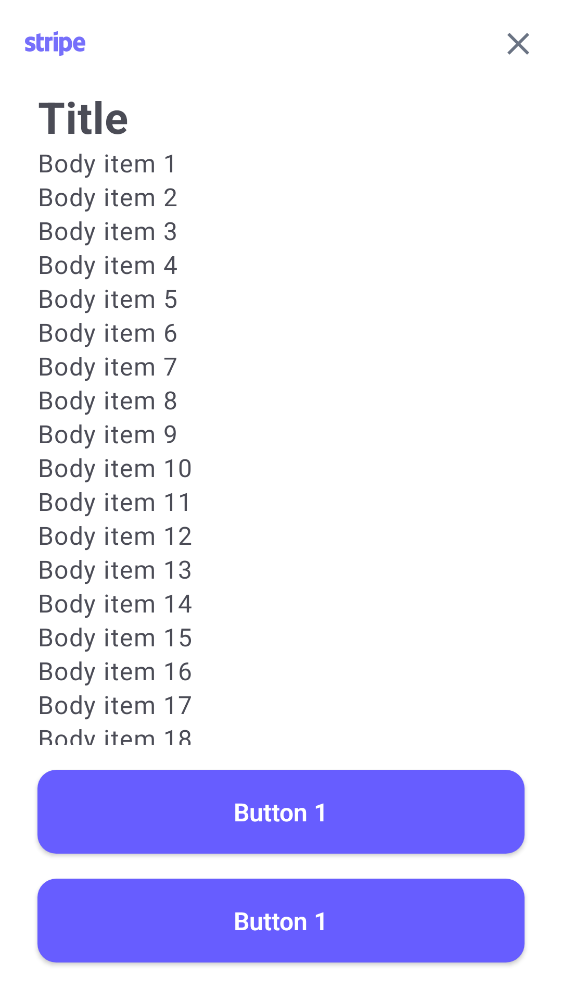 stripe
Title
Body item 1
Body item 2
Body item 3
Body item 4
Body item 5
Body item 6
Body item 7
Body item 8
Body item 9
Body item 10
Body item 11
Body item 12
Body item 13
Body item 14
Body item 15
Body item 16
Body item 17
Body item 18
Button 1
Button 1